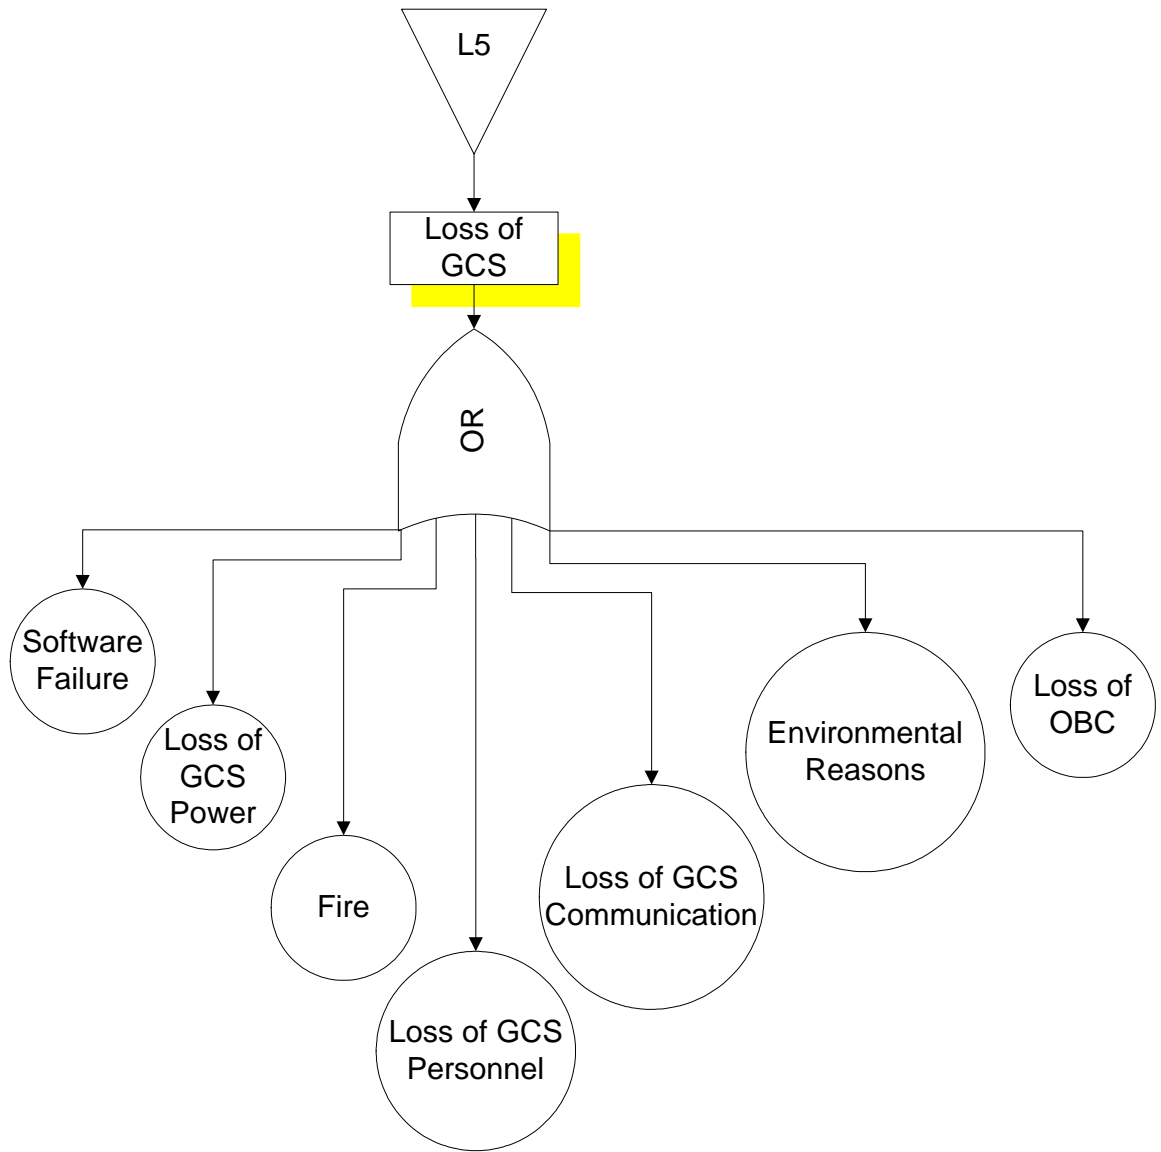 L5
Loss of
GCS
OR
Software
Failure
Loss of
GCS
Power
Fire
Loss of GCS
Personnel
Loss of GCS
Communication
Environmental
Reasons
Loss of
OBC